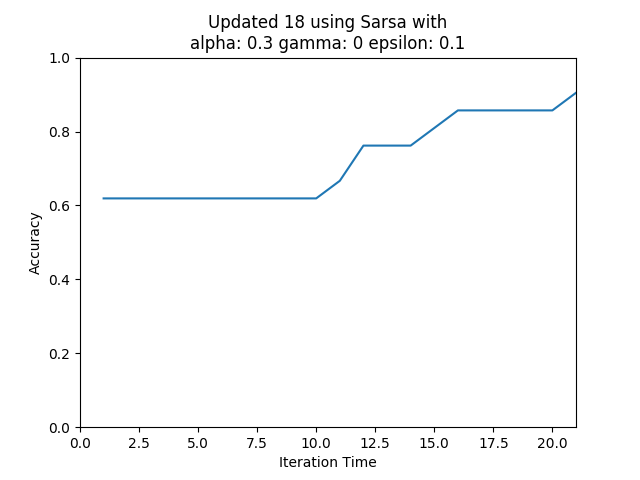 Updated 18 using Sarsa with
alpha: 0.3 gamma: 0 epsilon: 0.1
1.0
0.8
0.6
0.4
0.2
0.0
Accuracy
0.0 2.5 5.0 7.5 10.0 12.5 15.0 17.5 20.0
Iteration Time